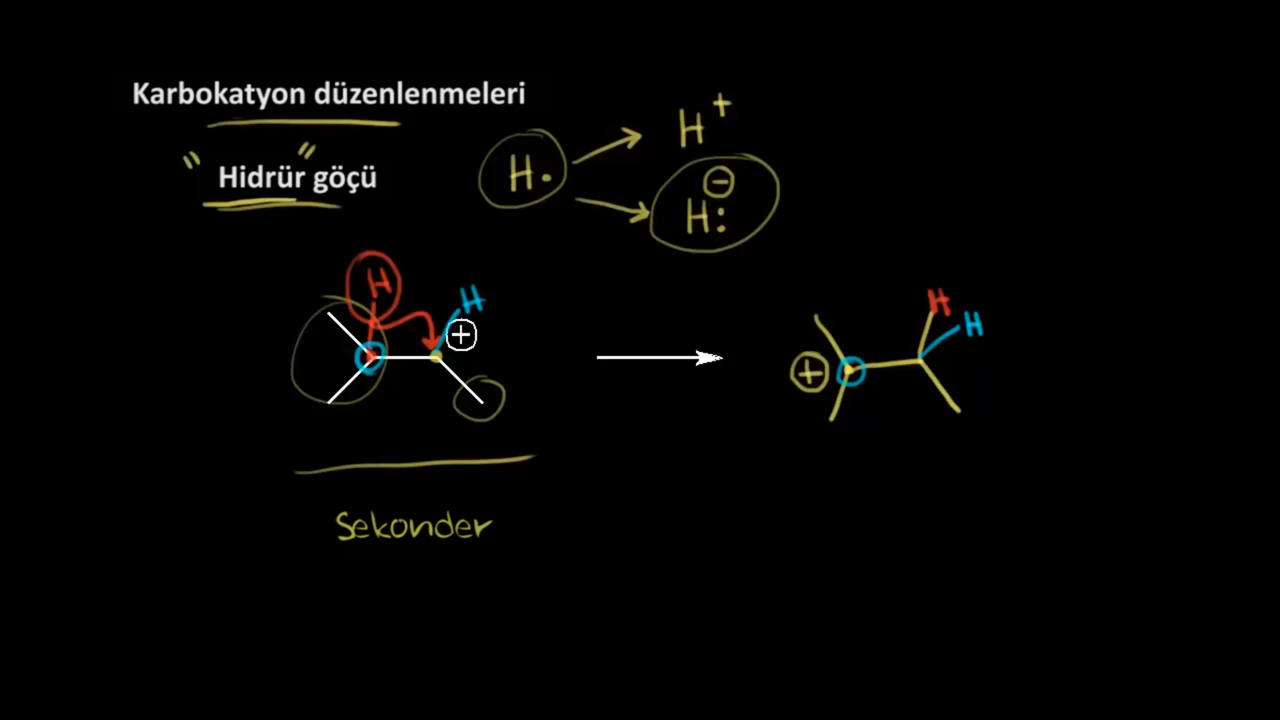 Karbokatyon düzenlenmeleri
"Hidrür" göçü
H·
H+
H:⊖
H
H
+
+
H
H
Sekonder